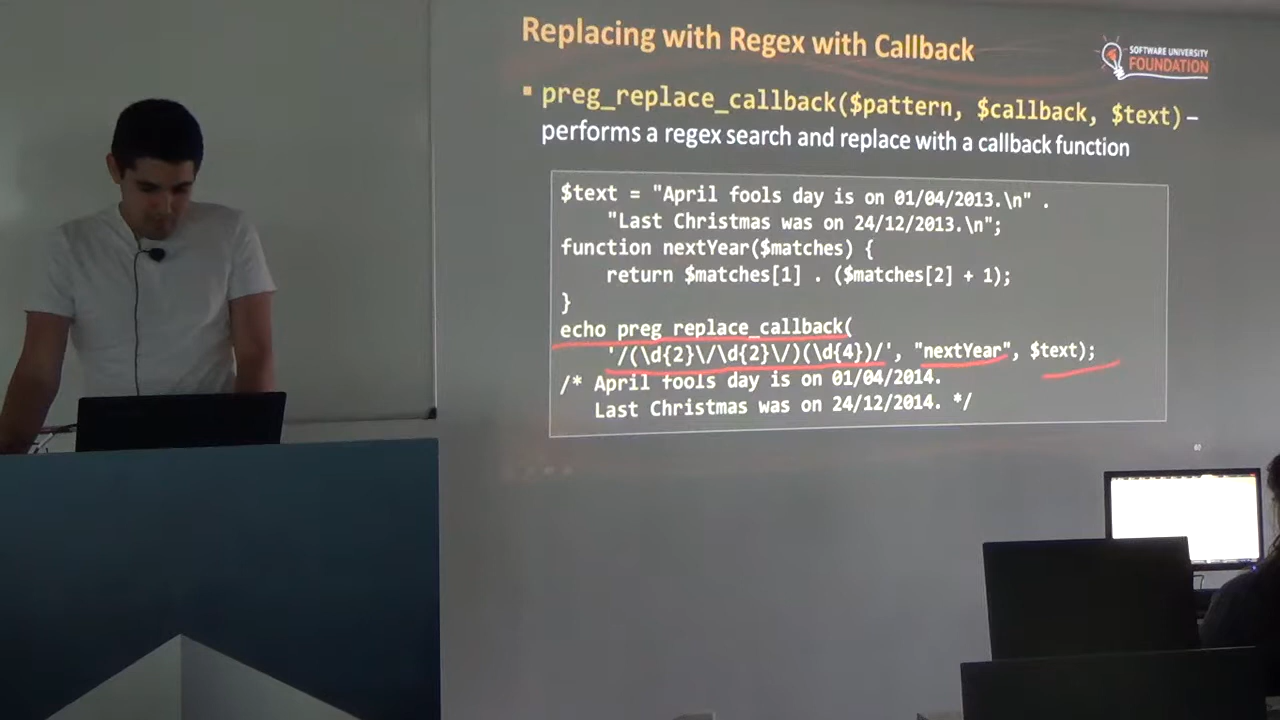 Replacing with Regex with Callback
SOFTWARE UNIVERSITY
FOUNDATION
preg_replace_callback($pattern, $callback, $text) –
performs a regex search and replace with a callback function
$text = "April fools day is on 01/04/2013.\n" .
"Last Christmas was on 24/12/2013.\n";
function nextYear($matches) {
return $matches[1] . ($matches[2] + 1);
}
echo preg_replace_callback(
'/(\d{2}\/\d{2}\/)(\d{4})/', "nextYear", $text);
/* April fools day is on 01/04/2014.
Last Christmas was on 24/12/2014. */